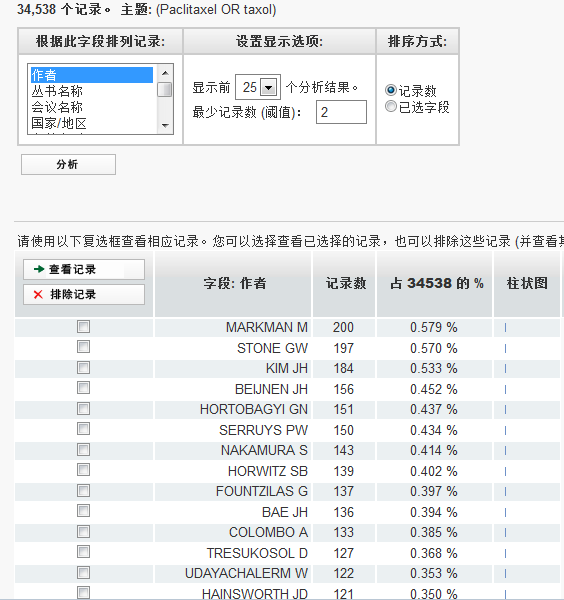 34,538 个记录。 主题: (Paclitaxel OR taxol)
根据此字段排列记录: 设置显示选项: 排序方式:
作者
丛书名称
会议名称
国家/地区
显示前 25 个分析结果。
最少记录数 (阈值): 2
记录数
已选字段
分析
请使用以下复选框查看相应记录。您可以选择查看已选择的记录，也可以排除这些记录 (并查看其
查看记录
排除记录
字段: 作者 记录数 占 34538 的 % 柱状图
MARKMAN M 200 0.579 %
STONE GW 197 0.570 %
KIM JH 184 0.533 %
BEIJNEN JH 156 0.452 %
HORTOBAGYI GN 151 0.437 %
SERRUYS PW 150 0.434 %
NAKAMURA S 143 0.414 %
HORWITZ SB 139 0.402 %
FOUNTZILAS G 137 0.397 %
BAE JH 136 0.394 %
COLOMBO A 133 0.385 %
TRESUKOSOL D 127 0.368 %
UDAYACHALERM W 122 0.353 %
HAINSWORTH JD 121 0.350 %